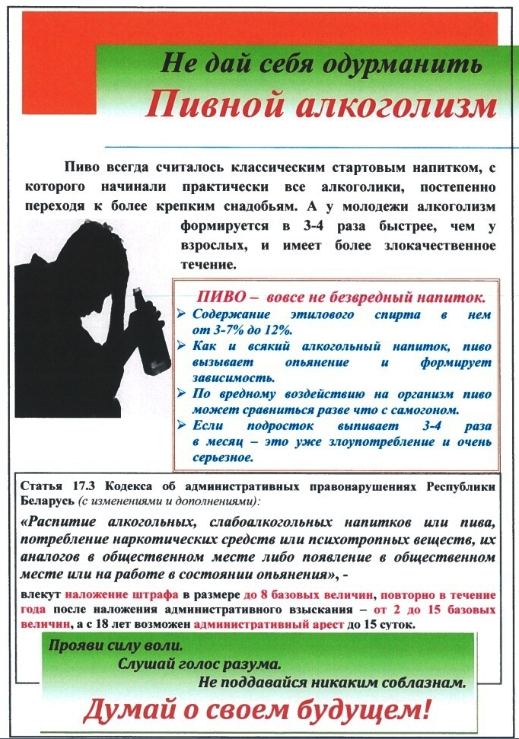 Не дай себя одурманить
Пивной алкоголизм
Пиво всегда считалось классическим стартовым напитком, с
которого начинали практически все алкоголики, постепенно
переходя к более крепким снадобьям. А у молодежи алкоголизм
формируется в 3-4 раза быстрее, чем у
взрослых, и имеет более злокачественное
течение.
ПИВО – вовсе не безвредный напиток.
➢ Содержание этилового спирта в нем
от 3-7% до 12%.
➢ Как и всякий алкогольный напиток, пиво
вызывает опьянение и формирует
зависимость.
➢ По вредному воздействию на организм пиво
может сравниться разве что с самогоном.
➢ Если подросток выпивает 3-4 раза
в месяц – это уже злоупотребление и очень
серьезное.
Статья 17.3 Кодекса об административных правонарушениях Республики
Беларусь (с изменениями и дополнениями):
«Распитие алкогольных, слабоалкогольных напитков или пива,
потребление наркотических средств или психотропных веществ, их
аналогов в общественном месте либо появление в общественном
месте или на работе в состоянии опьянения», -
влекут наложение штрафа в размере до 8 базовых величин, повторно в течение
года после наложения административного взыскания – от 2 до 15 базовых
величин, а с 18 лет возможен административный арест до 15 суток.
Прояви силу воли.
Слушай голос разума.
Не поддавайся никаким соблазнам.
Думай о своем будущем!